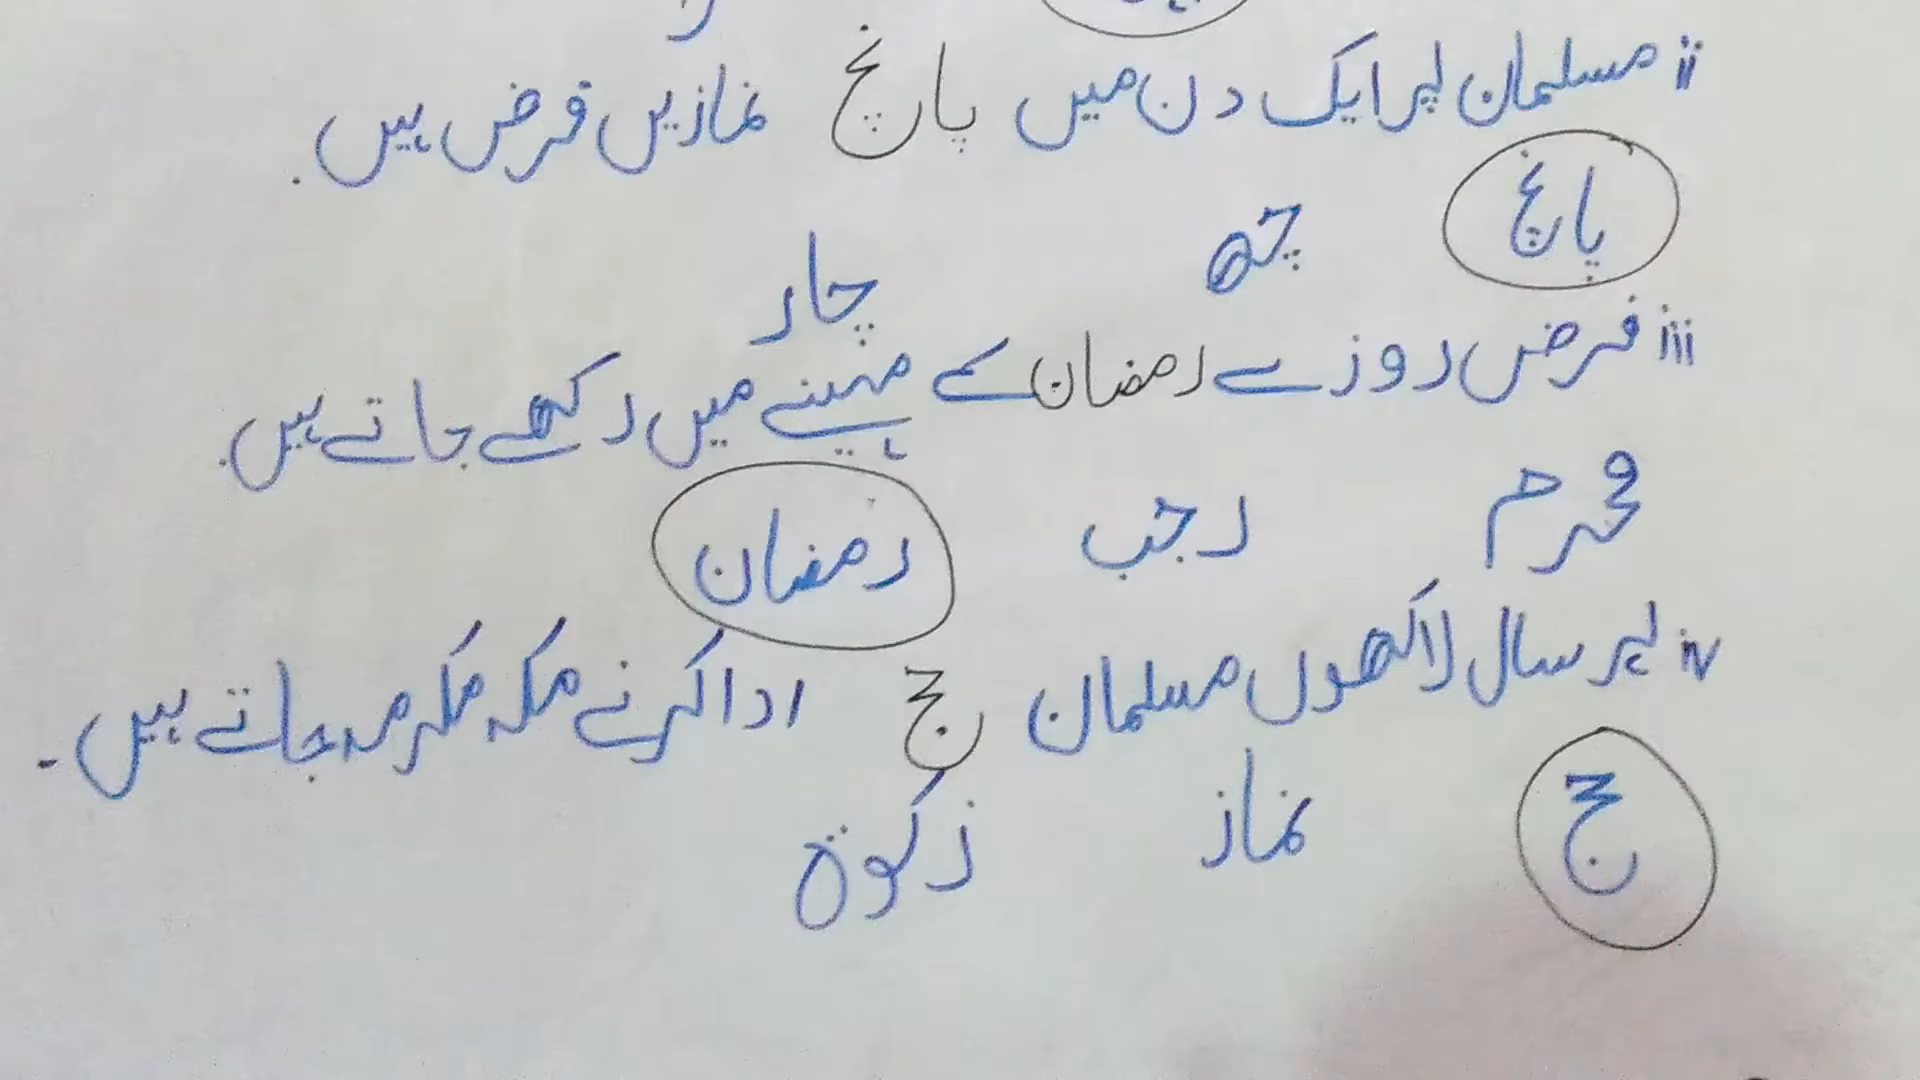 ii مسلمان پر ایک دن میں پانچ نمازیں فرض ہیں.
پانچ چھ چار
iii فرض روزے رمضان کے مہینے میں رکھے جاتے ہیں.
محرم رجب رمضان
iv ہر سال لاکھوں مسلمان حج ادا کرنے مکہ مکرمہ جاتے ہیں۔
حج نماز زکوٰۃ